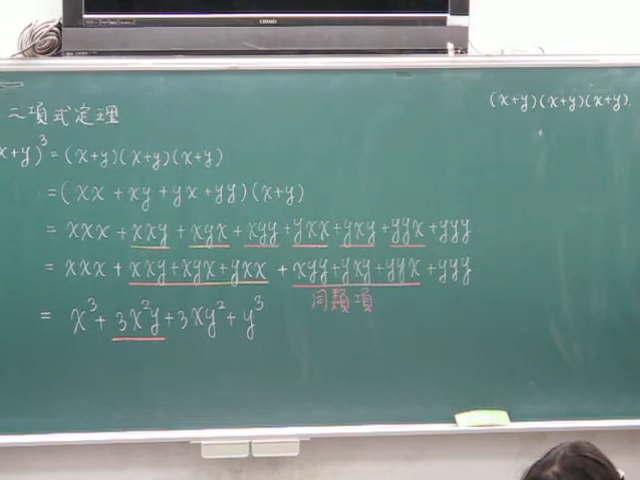 二項式定理
(x+y)(x+y)(x+y)
x+y)³ = (x+y)(x+y)(x+y)
= (xx + xy + yx + yy)(x+y)
= xxx + xxy + xyx + xyy + yxx + yxy + yyx + yyy
= xxx + xxy + xyx + yxx + xyy + yxy + yyx + yyy
同類項
= x³ + 3x²y + 3xy² + y³